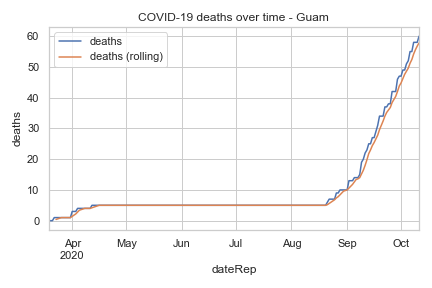 COVID-19 deaths over time - Guam
deaths
deaths (rolling)
60
50
40
30
20
10
0
deaths
Apr
2020
May
Jun
Jul
Aug
Sep
Oct
dateRep